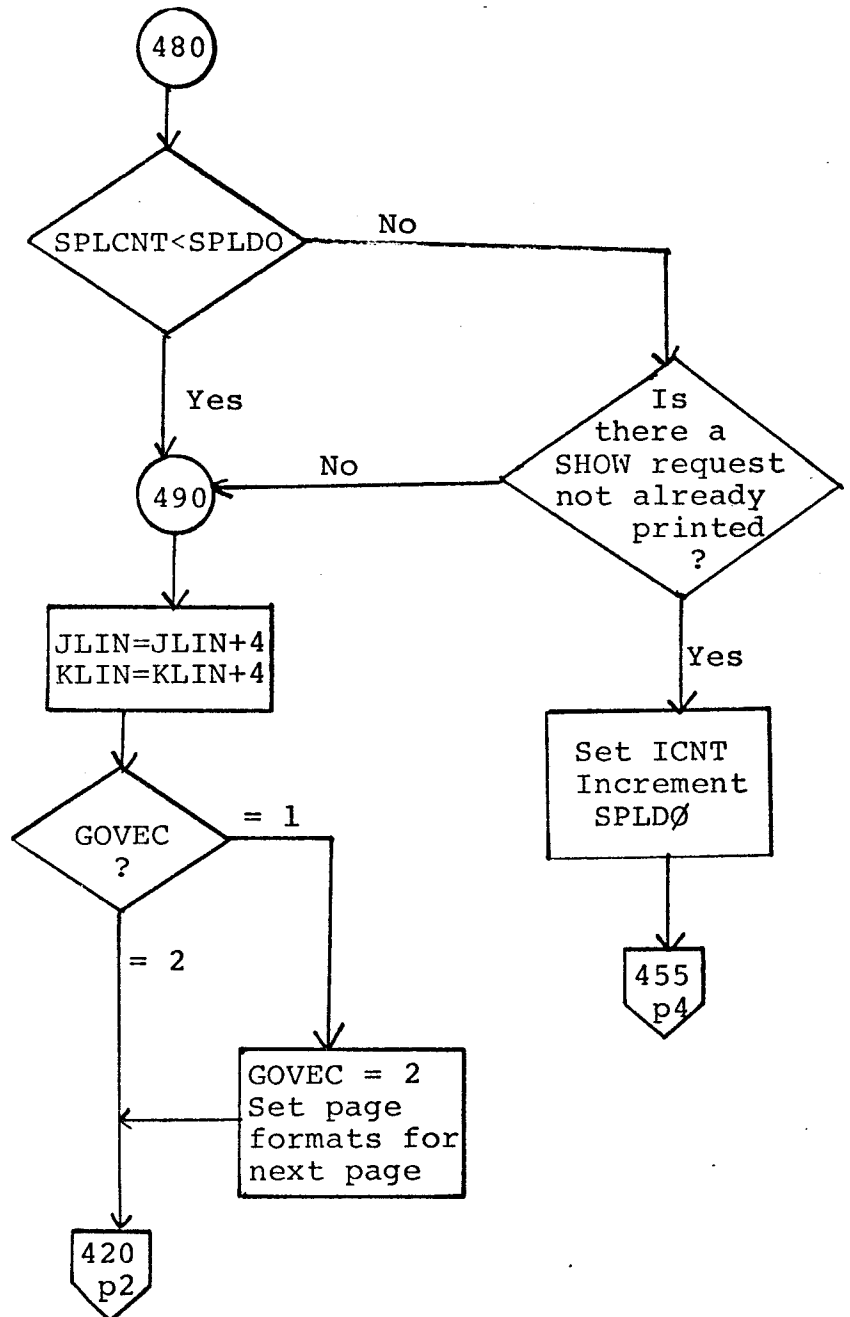 480
SPLCNT<SPLDO
No
Yes
Is
there a
SHOW request
not already
printed
?
No
490
JLIN=JLIN+4
KLIN=KLIN+4
Yes
Set ICNT
Increment
SPLDØ
GOVEC
?
= 1
= 2
455
p4
GOVEC = 2
Set page
formats for
next page
420
p2